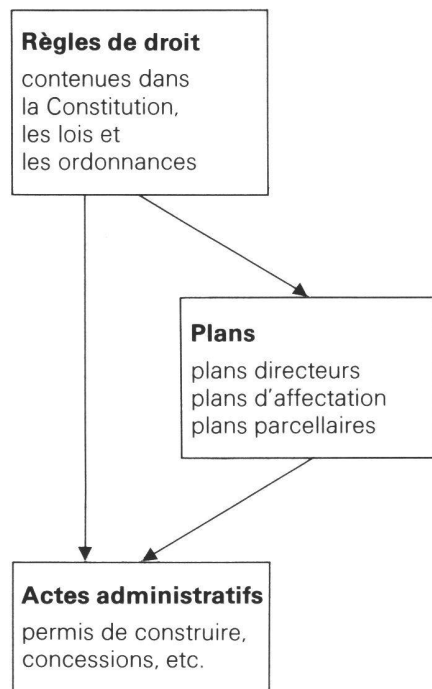 Règles de droit
contenues dans
la Constitution,
les lois et
les ordonnances
Plans
plans directeurs
plans d'affectation
plans parcellaires
Actes administratifs
permis de construire,
concessions, etc.